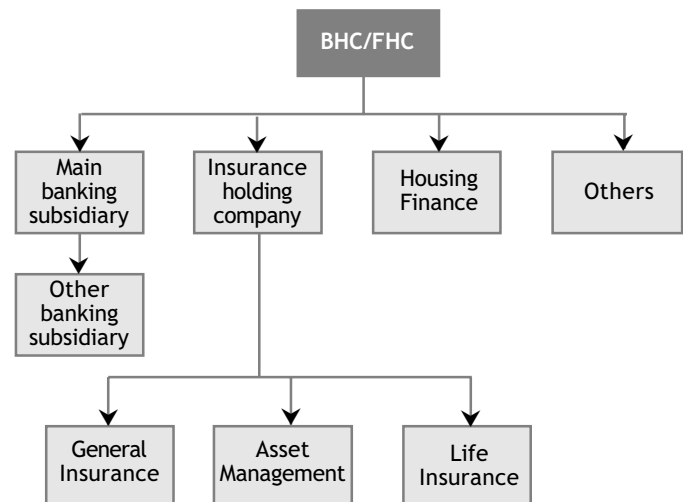 BHC/FHC
Main
banking
subsidiary
Insurance
holding
company
Housing
Finance
Others
Other
banking
subsidiary
General
Insurance
Asset
Management
Life
Insurance